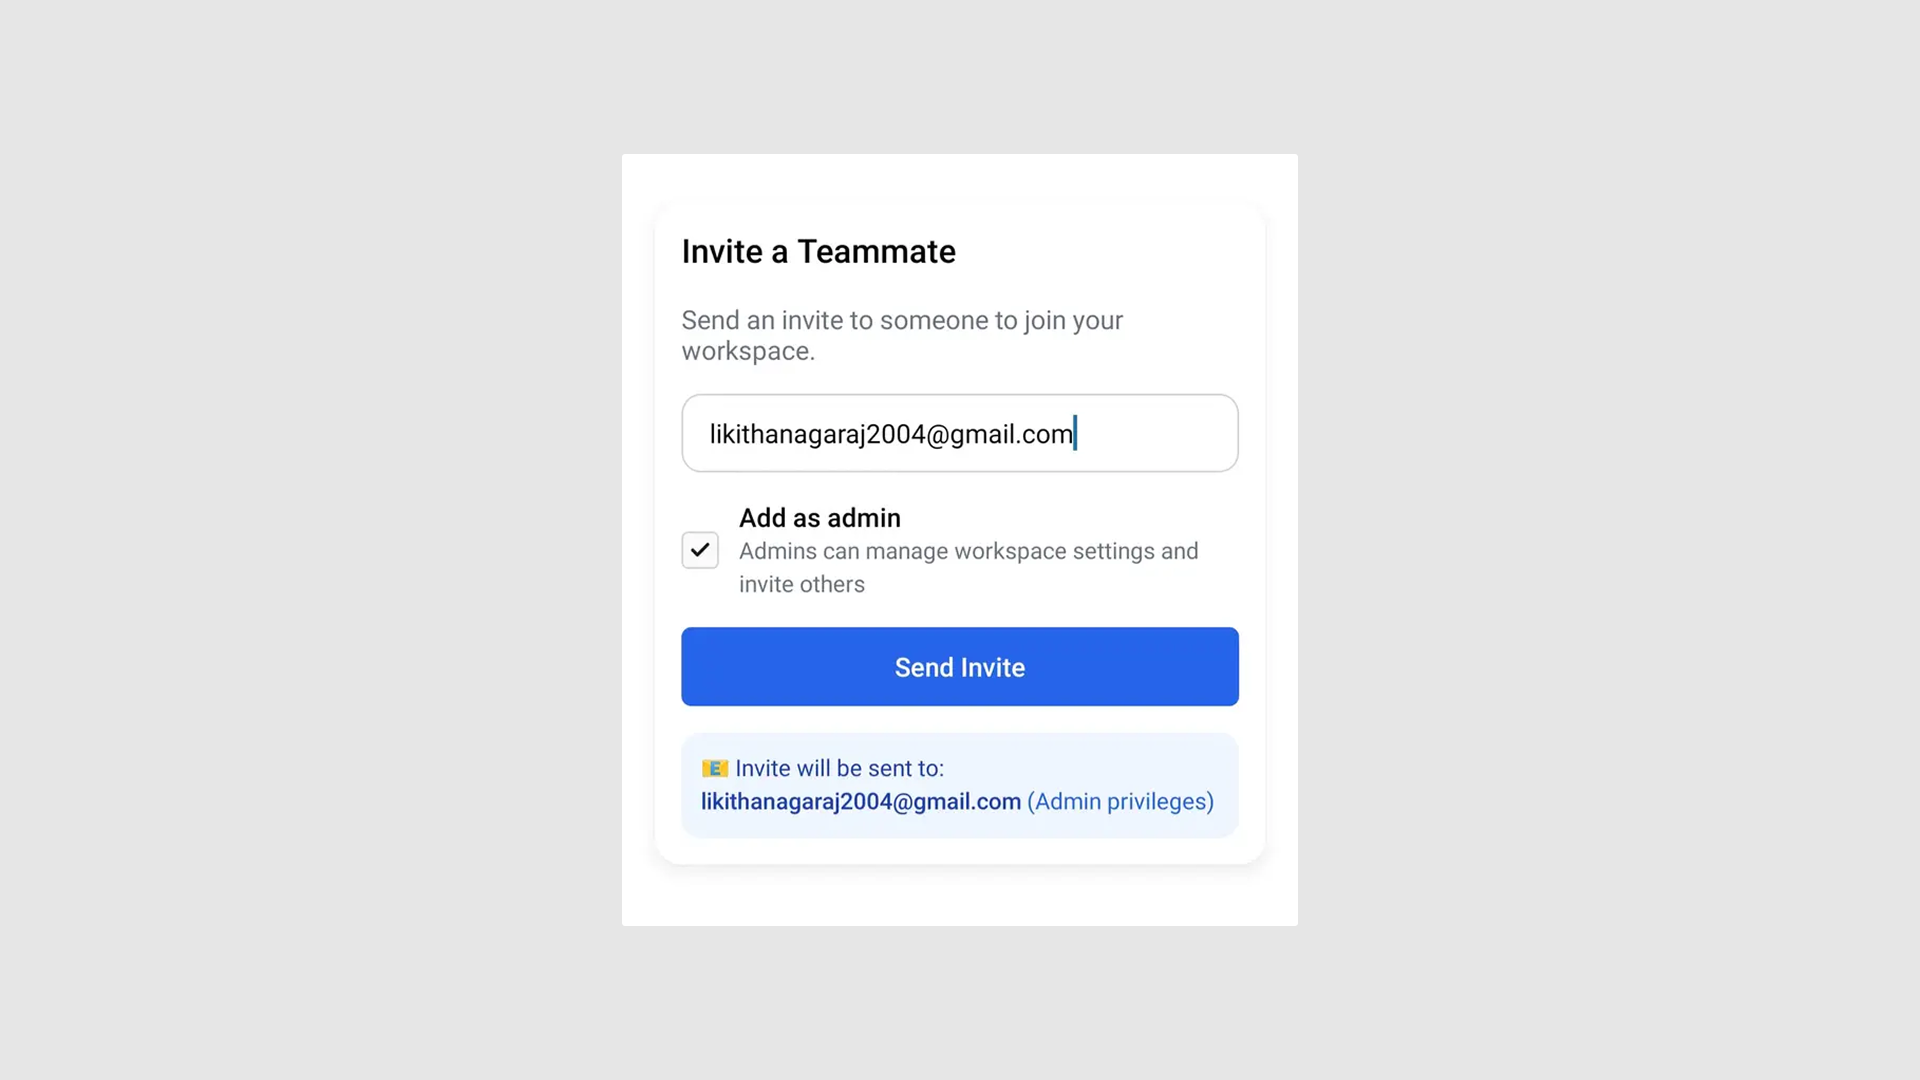 Invite a Teammate
Send an invite to someone to join your
workspace.
likithanagaraj2004@gmail.com
Add as admin
Admins can manage workspace settings and
invite others
Send Invite
📧 Invite will be sent to:
likithanagaraj2004@gmail.com (Admin privileges)